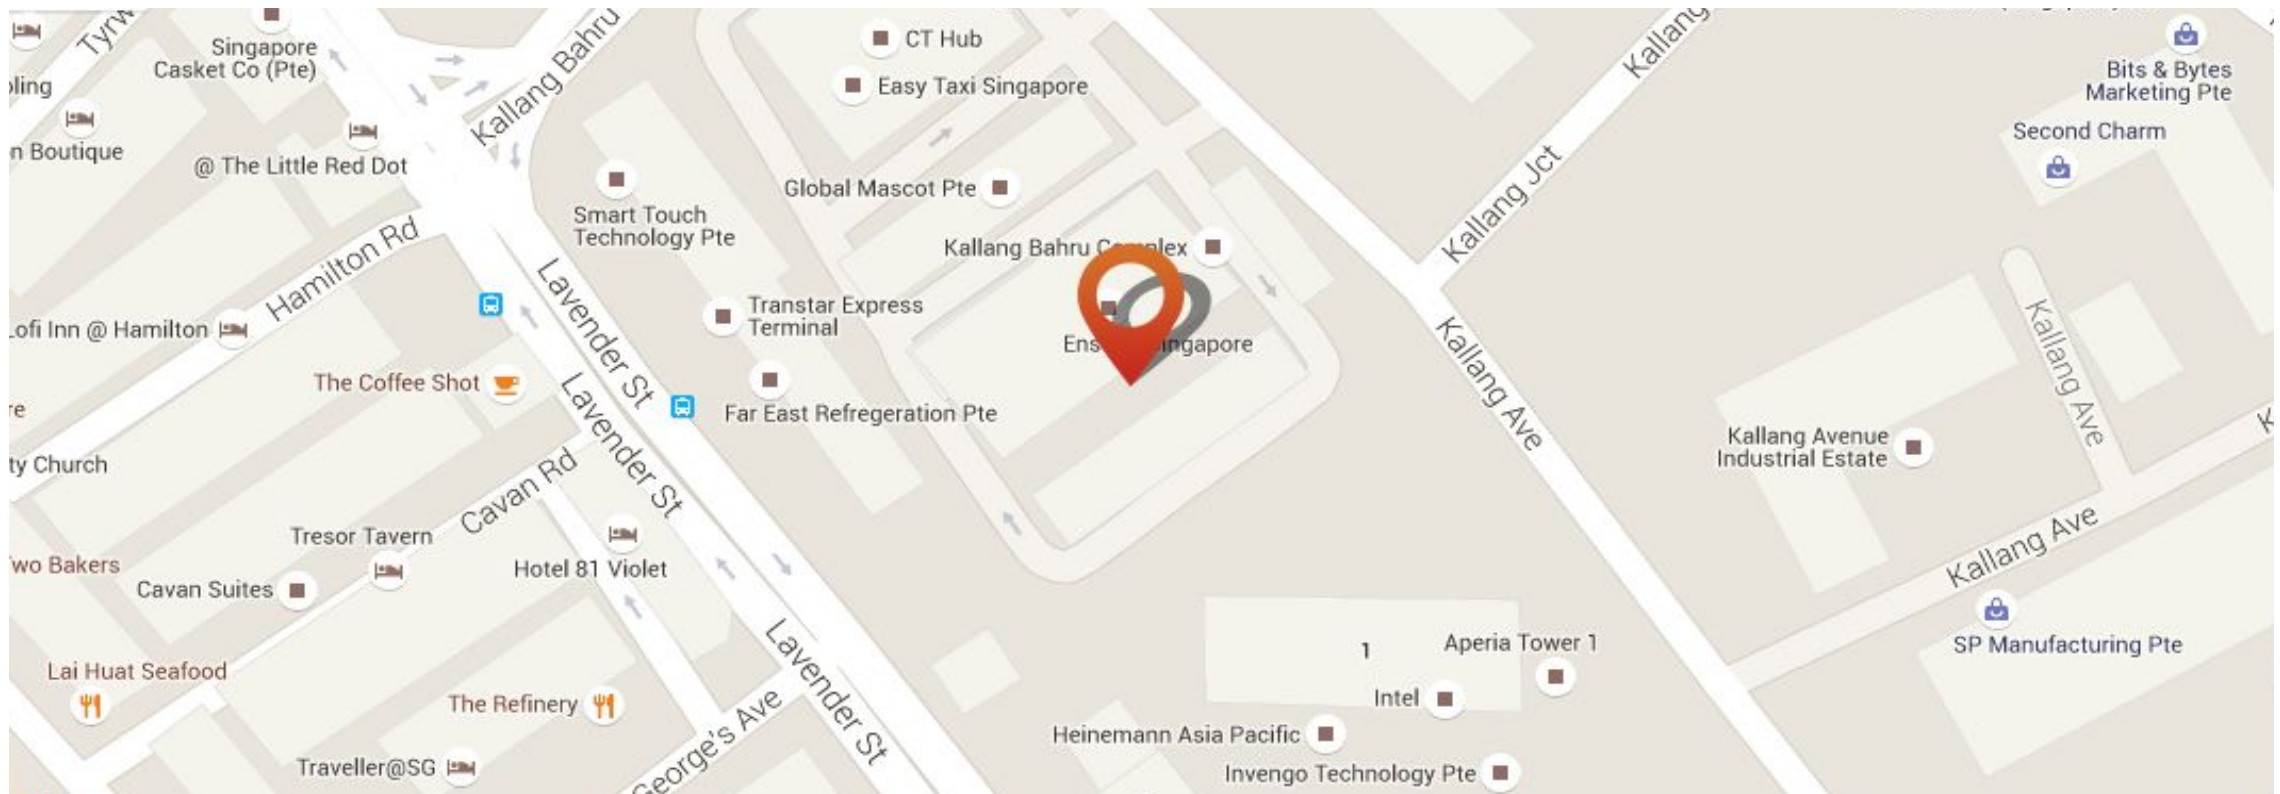 Tyrw
Singapore
Casket Co (Pte)
Kallang Bahru
CT Hub
Easy Taxi Singapore
Kallang
Bits & Bytes
Marketing Pte
Second Charm
n Boutique
@ The Little Red Dot
Smart Touch
Technology Pte
Global Mascot Pte
Kallang Jct
Hamilton Rd
Lavender St
Kallang Bahru
Lofi Inn @ Hamilton
Transtar Express
Terminal
Singapore
Kallang Ave
Kallang Ave
The Coffee Shot
Lavender St
Far East Refregeration Pte
Kallang Avenue
Industrial Estate
ty Church
Cavan Rd
Tresor Tavern
Two Bakers
Cavan Suites
Hotel 81 Violet
Kallang Ave
Lai Huat Seafood
The Refinery
Lavender St
George's Ave
1
Aperia Tower 1
Intel
SP Manufacturing Pte
Heinemann Asia Pacific
Traveller@SG
Invengo Technology Pte